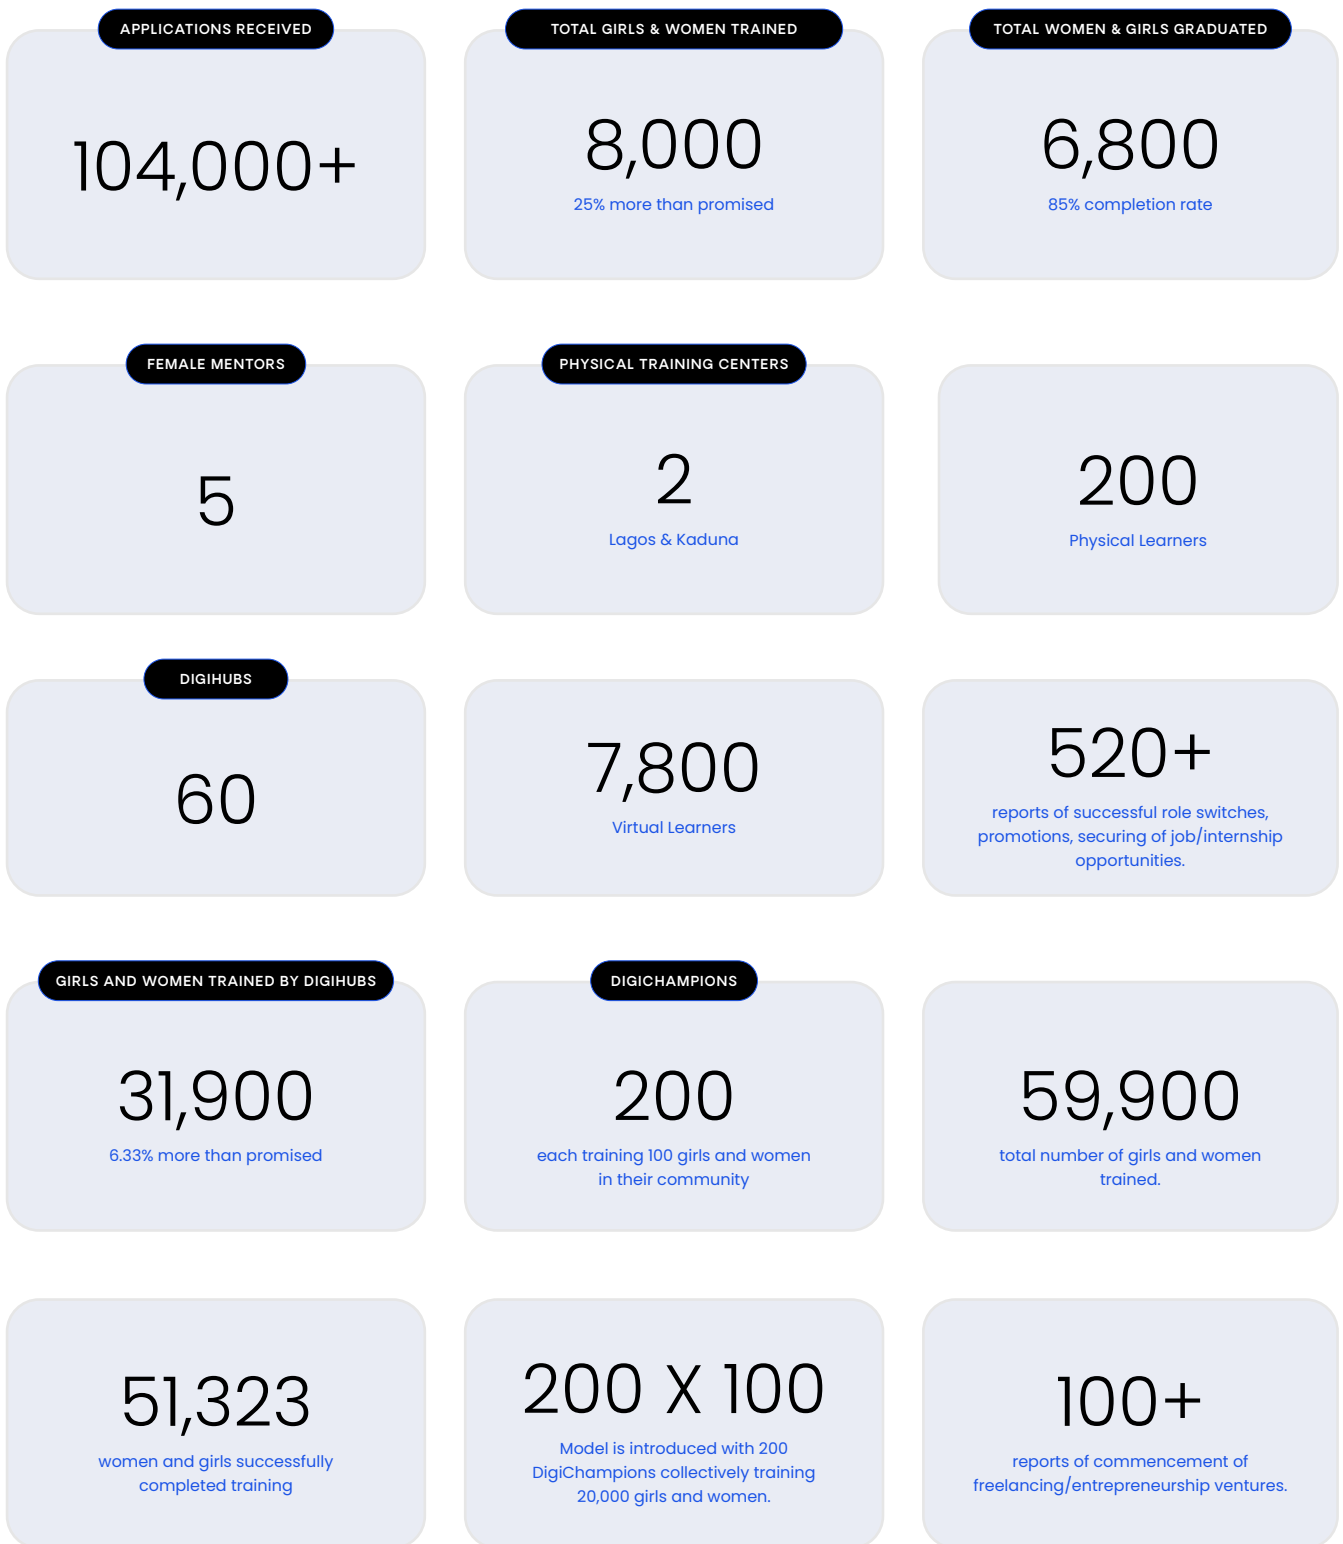 APPLICATIONS RECEIVED
104,000+
TOTAL GIRLS & WOMEN TRAINED
8,000
25% more than promised
TOTAL WOMEN & GIRLS GRADUATED
6,800
85% completion rate
FEMALE MENTORS
5
PHYSICAL TRAINING CENTERS
2
Lagos & Kaduna
200
Physical Learners
DIGIHUBS
60
7,800
Virtual Learners
520+
reports of successful role switches,
promotions, securing of job/internship
opportunities.
GIRLS AND WOMEN TRAINED BY DIGIHUBS
31,900
6.33% more than promised
DIGICHAMPIONS
200
each training 100 girls and women
in their community
59,900
total number of girls and women
trained.
51,323
women and girls successfully
completed training
200 X 100
Model is introduced with 200
DigiChampions collectively training
20,000 girls and women.
100+
reports of commencement of
freelancing/entrepreneurship ventures.